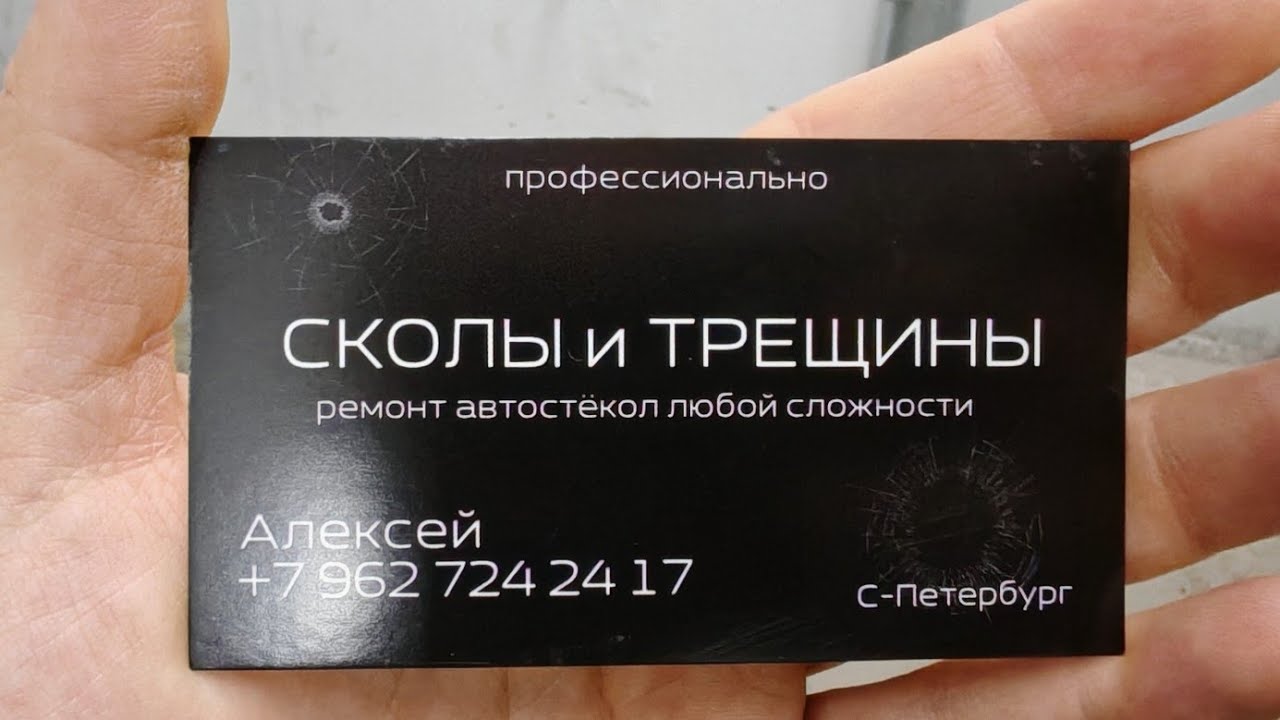 профессионально
СКОЛЫ и ТРЕЩИНЫ
ремонт автостёкол любой сложности
Алексей
+7 962 724 24 17
С-Петербург